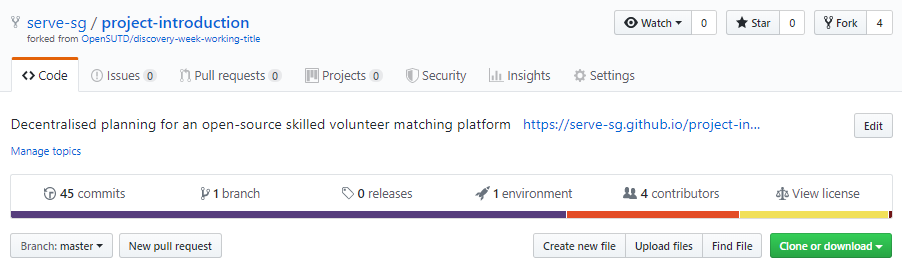 serve-sg / project-introduction Watch 0 Star 0 Fork 4
forked from OpenSUTD/discovery-week-working-title
Code Issues 0 Pull requests 0 Projects 0 Security Insights Settings
Decentralised planning for an open-source skilled volunteer matching platform https://serve-sg.github.io/project-in... Edit
Manage topics
45 commits 1 branch 0 releases 1 environment 4 contributors View license
Branch: master New pull request Create new file Upload files Find File Clone or download